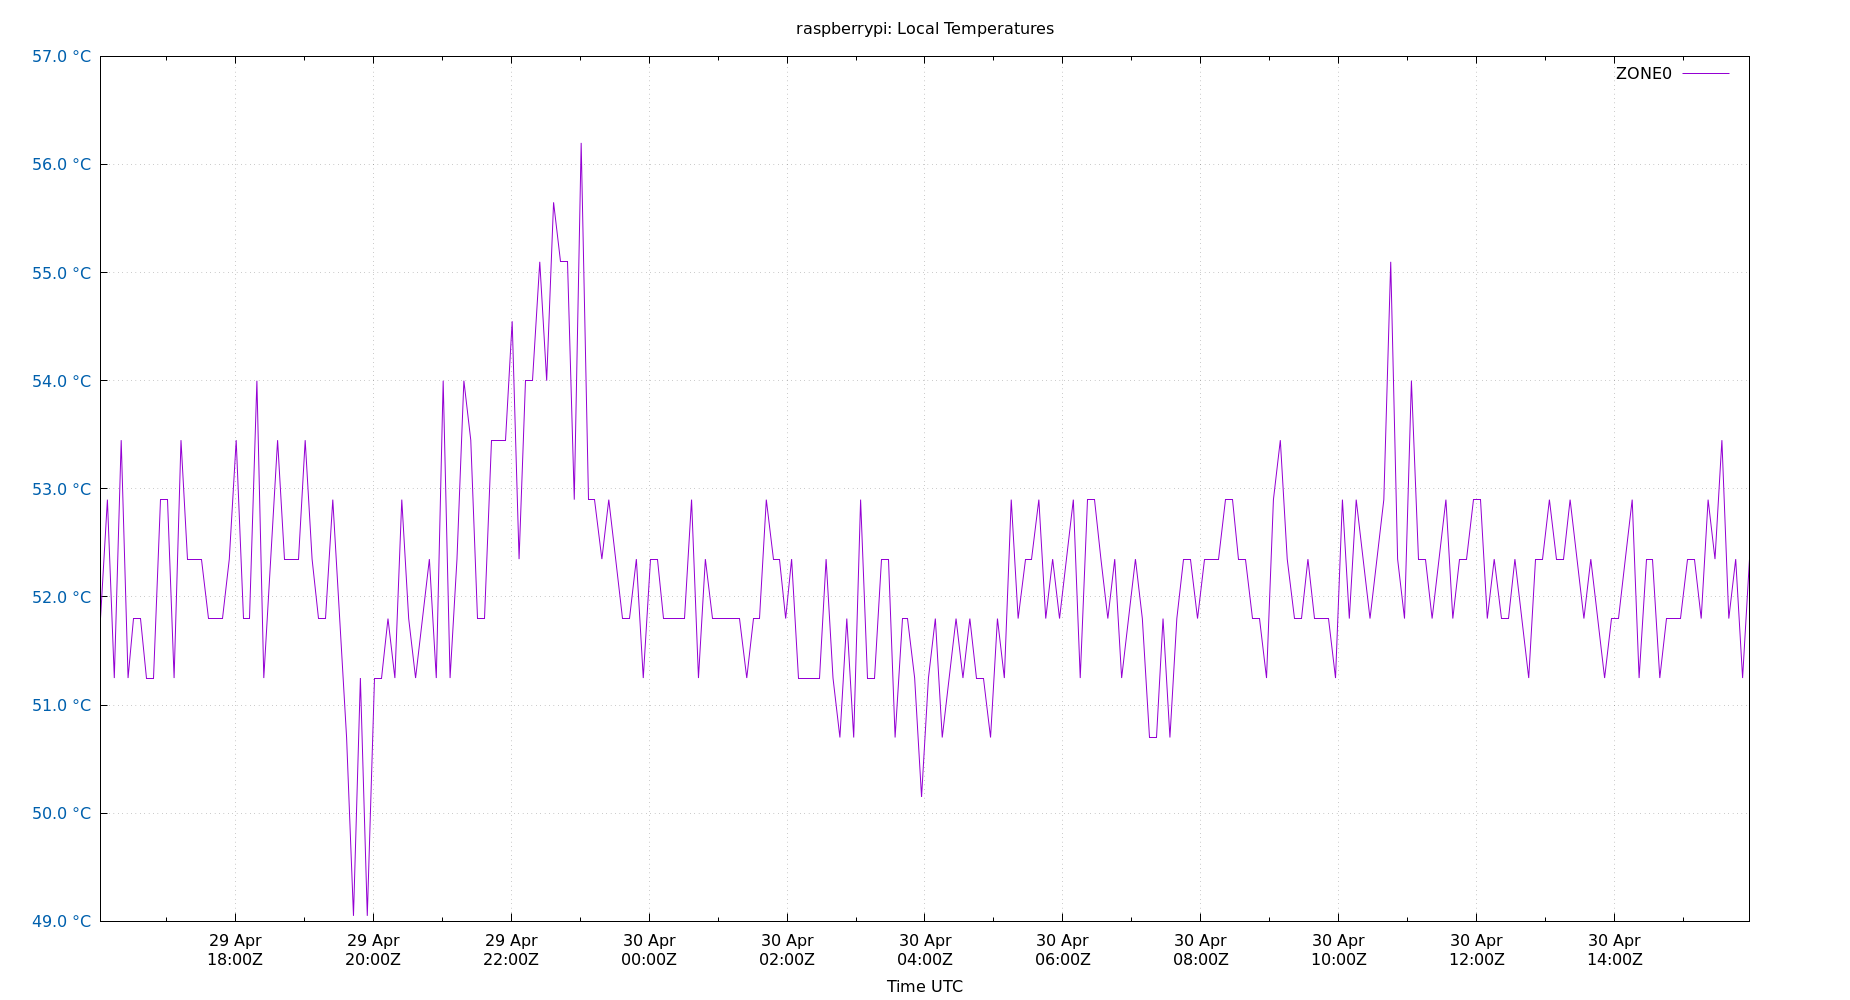 raspberrypi: Local Temperatures
57.0 °C
56.0 °C
55.0 °C
54.0 °C
53.0 °C
52.0 °C
51.0 °C
50.0 °C
49.0 °C
ZONE0
29 Apr 29 Apr 29 Apr 30 Apr 30 Apr 30 Apr 30 Apr 30 Apr 30 Apr 30 Apr 30 Apr
18:00Z 20:00Z 22:00Z 00:00Z 02:00Z 04:00Z 06:00Z 08:00Z 10:00Z 12:00Z 14:00Z
Time UTC